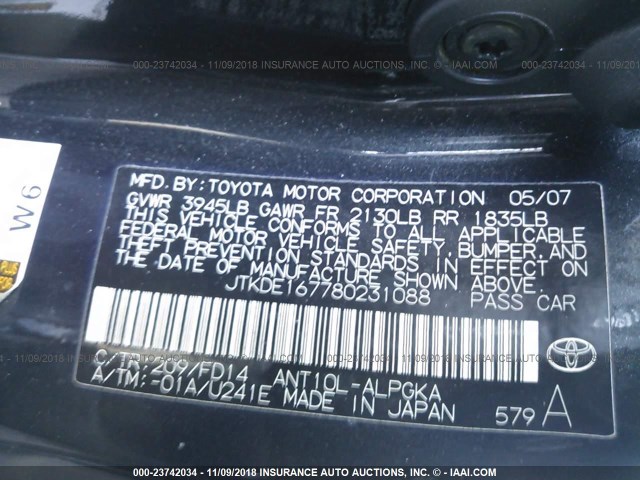 000-23742034 - 11/09/2018 - INSURANCE AUTO AUCTIONS, INC. - © IAAI.COM
W6
MFD. BY: TOYOTA MOTOR CORPORATION 05/07
GVWR 3945LB GAWR FR 2130LB RR 1835LB
THIS VEHICLE CONFORMS TO ALL APPLICABLE
FEDERAL MOTOR VEHICLE SAFETY, BUMPER, AND
THEFT PREVENTION STANDARDS IN EFFECT ON
THE DATE OF MANUFACTURE SHOWN ABOVE.
JTKDE167780231088 PASS CAR
C/TR: 209/FD14 ANT10L-ALPGKA
A/TM: -01A/U241E MADE IN JAPAN
579 A
000-23742034 - 11/09/2018 INSURANCE AUTO AUCTIONS, INC. - © IAAI.COM